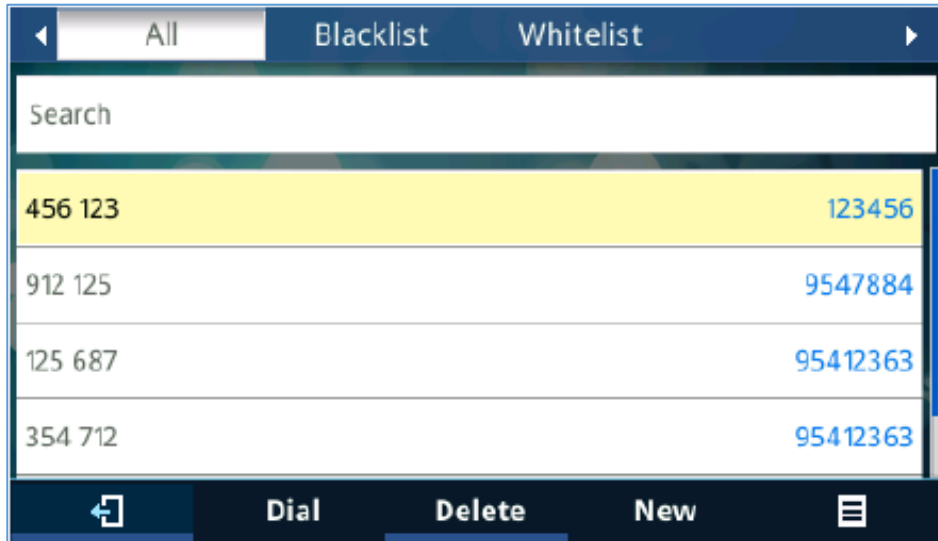 All Blacklist Whitelist
Search
456 123 123456
912 125 9547884
125 687 95412363
354 712 95412363
Dial Delete New